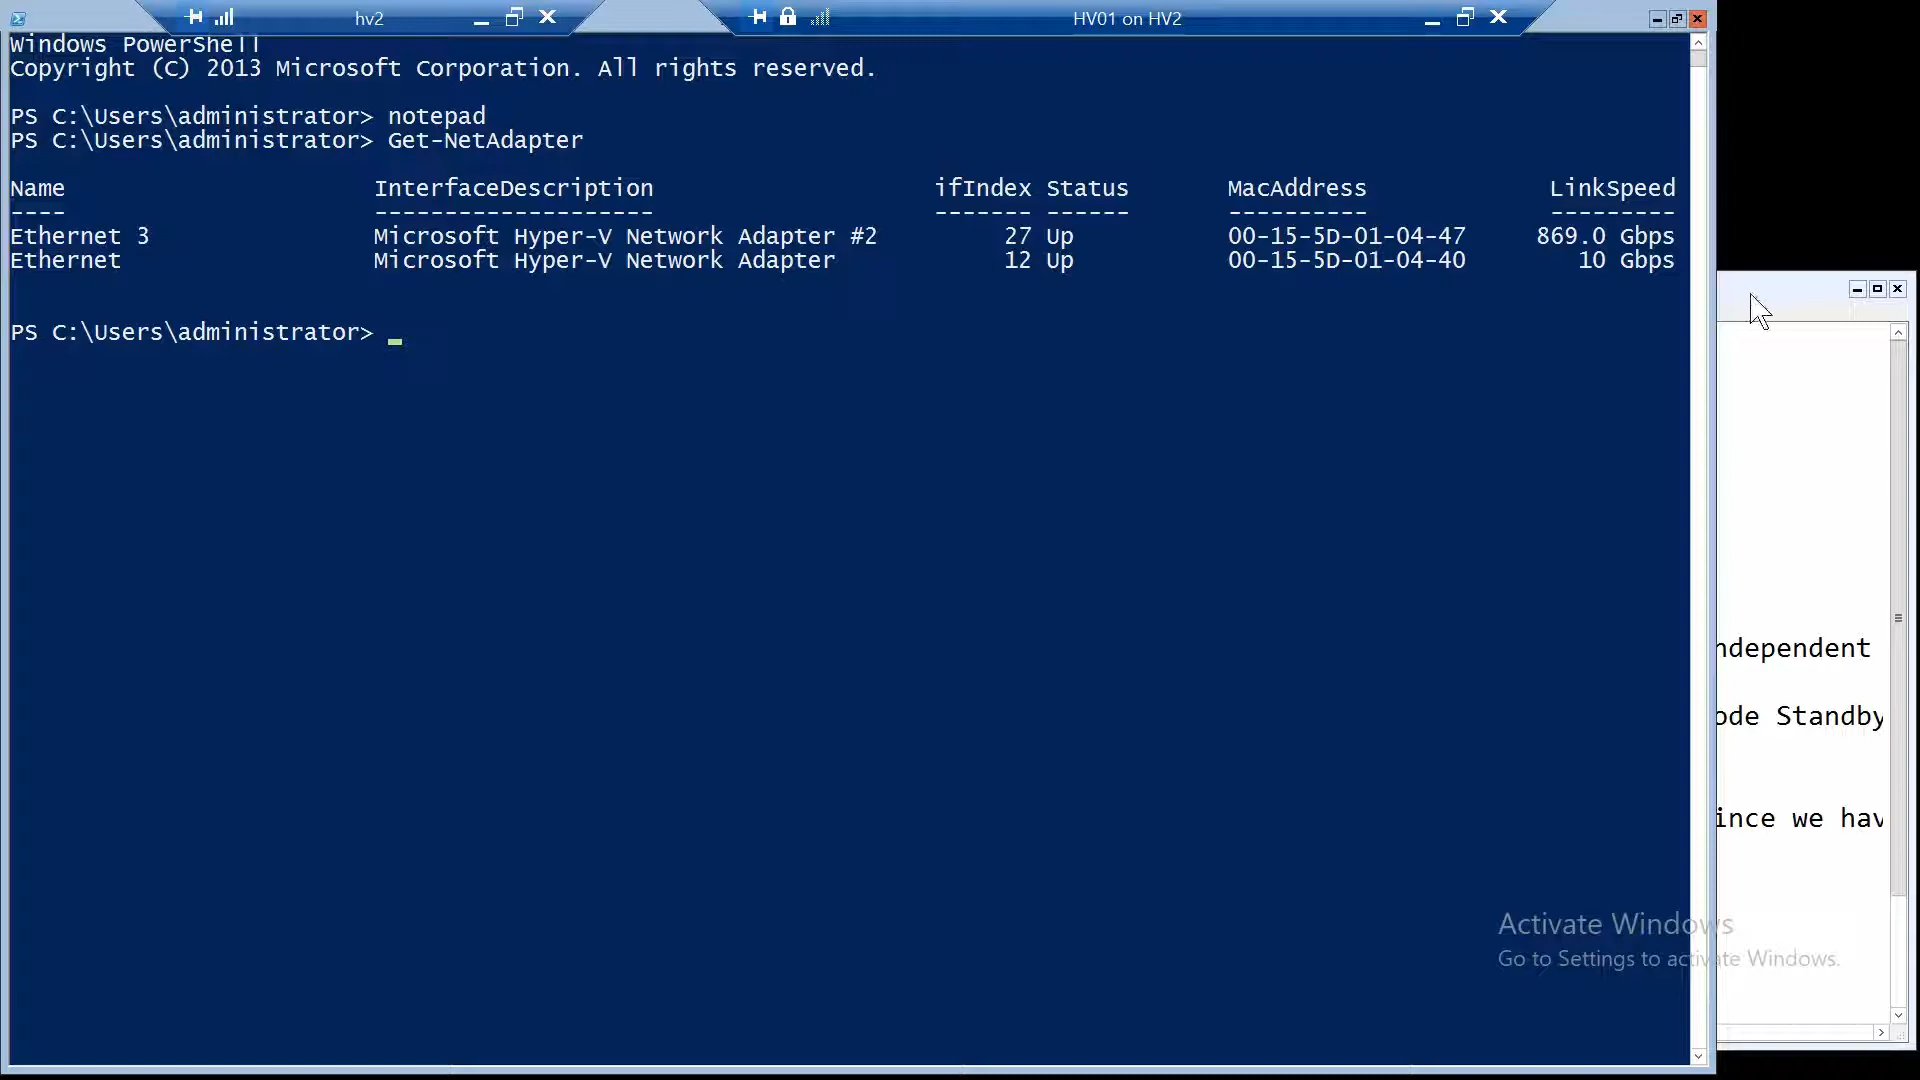 hv2
HV01 on HV2
Windows PowerShell
Copyright (C) 2013 Microsoft Corporation. All rights reserved.
PS C:\Users\administrator> notepad
PS C:\Users\administrator> Get-NetAdapter
Name InterfaceDescription ifIndex Status MacAddress LinkSpeed
---- -------------------- ------- ------ ---------- ---------
Ethernet 3 Microsoft Hyper-V Network Adapter #2 27 Up 00-15-5D-01-04-47 869.0 Gbps
Ethernet Microsoft Hyper-V Network Adapter 12 Up 00-15-5D-01-04-40 10 Gbps
PS C:\Users\administrator>
ndependent
ode Standby
ince we hav
Activate Windows
Go to Settings to activate Windows.